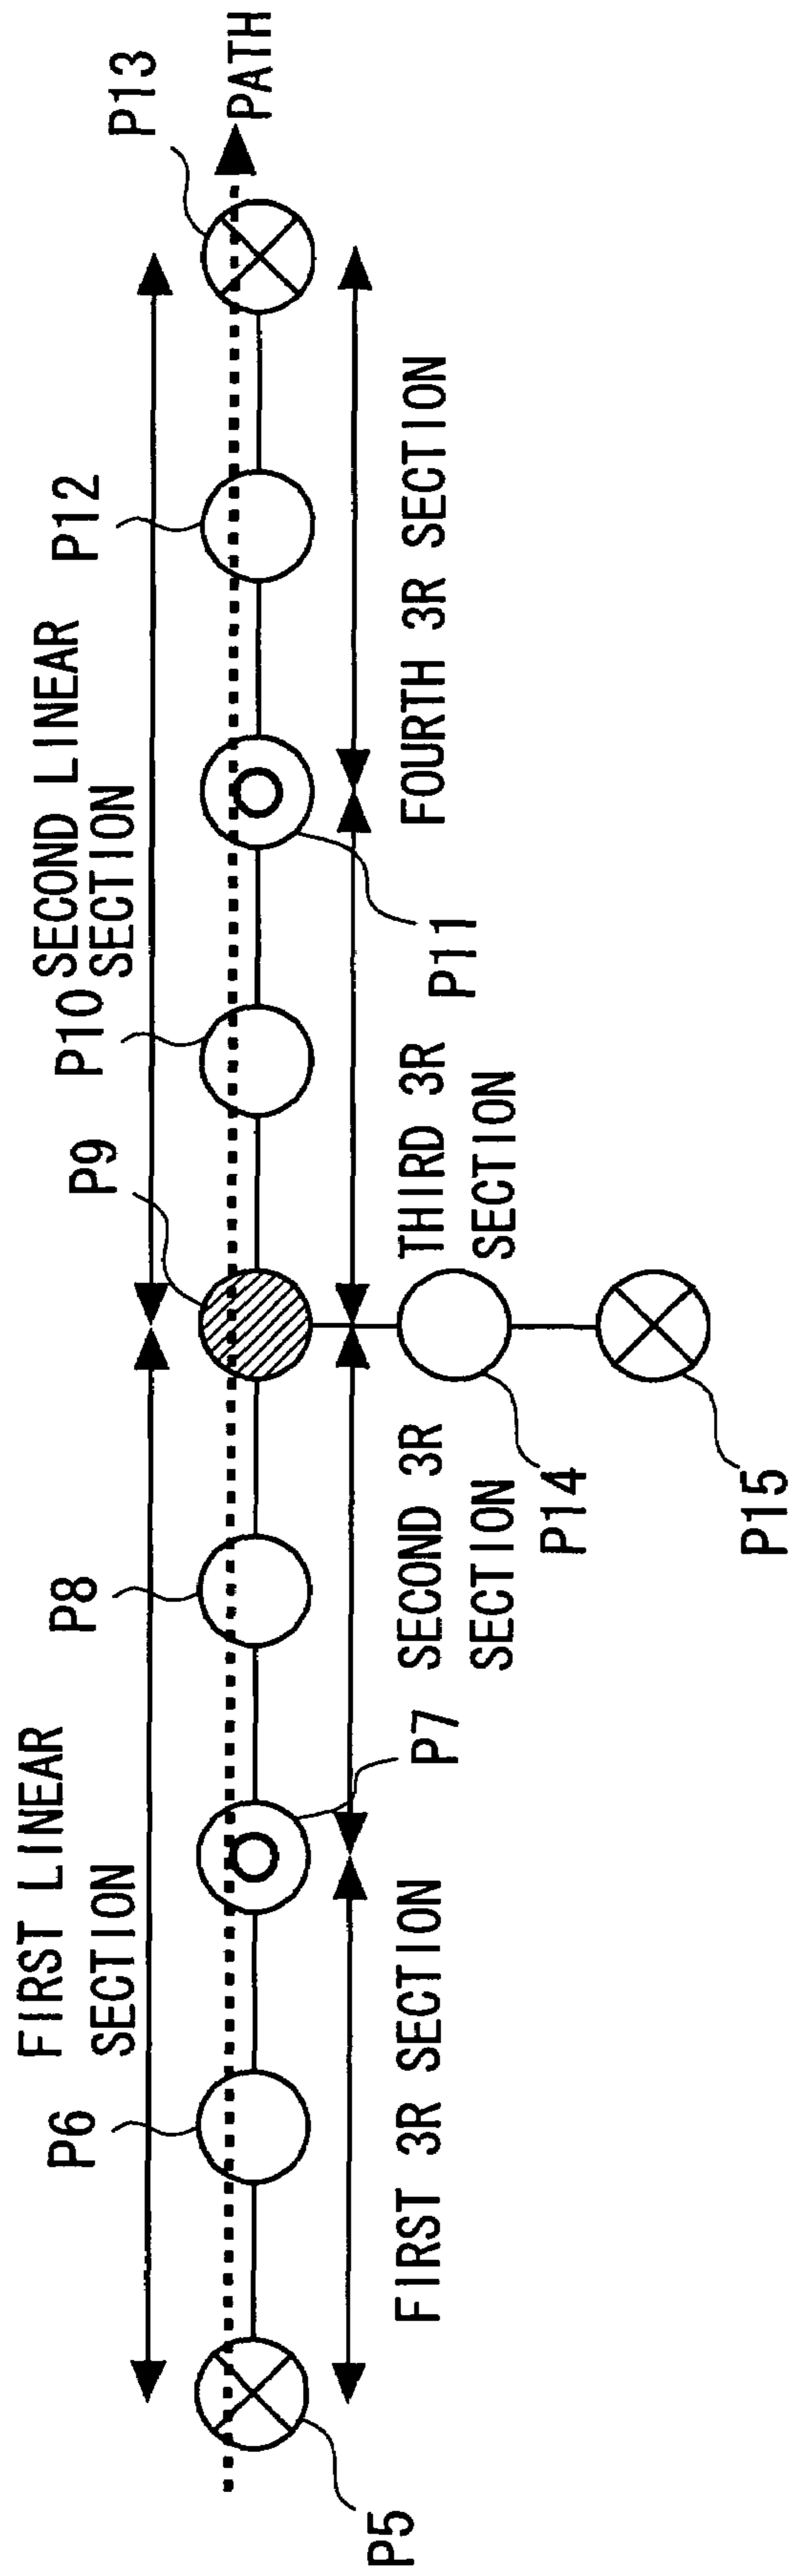 FIRST LINEAR
SECTION
SECOND LINEAR
SECTION
P5
P6
P7
P8
P9
P10
P11
P12
P13
PATH
FIRST 3R SECTION
SECOND 3R
SECTION
THIRD 3R
SECTION
FOURTH 3R SECTION
P14
P15